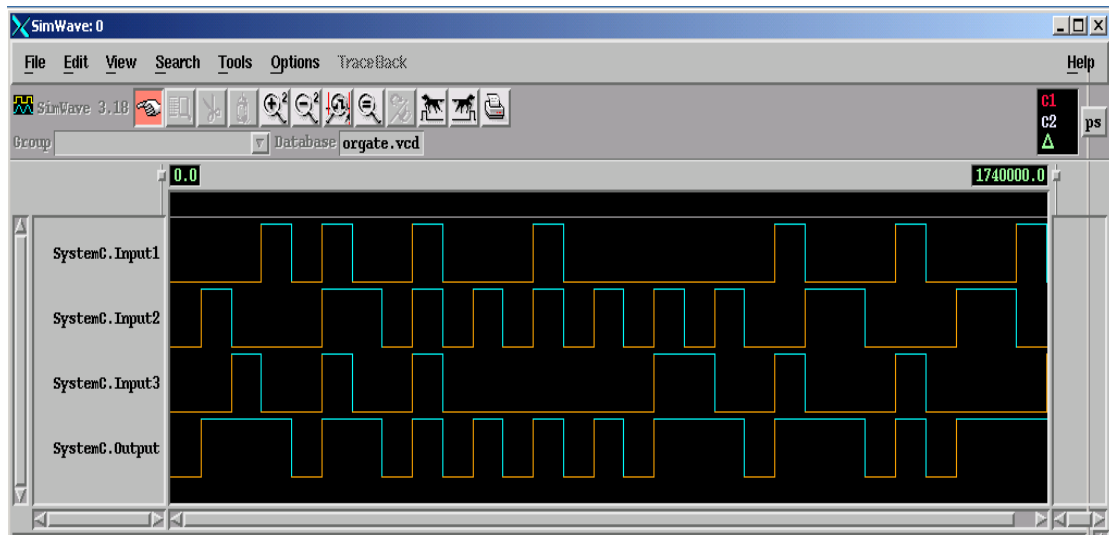 SimWave: 0
File Edit View Search Tools Options TraceBack Help
SimWave 3.18
C1
C2
Δ
ps
Group Database orgate.vcd
0.0 1740000.0
SystemC.Input1
SystemC.Input2
SystemC.Input3
SystemC.Output